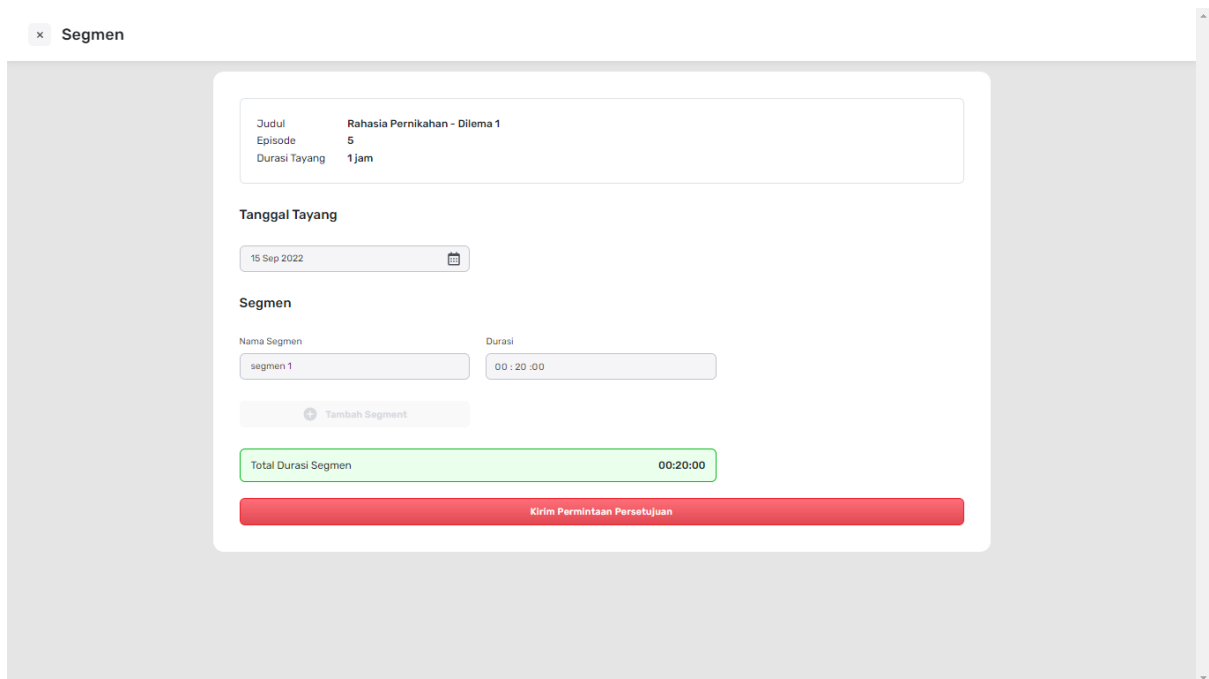 × Segmen
Judul Rahasia Pernikahan - Dilema 1
Episode 5
Durasi Tayang 1 jam
Tanggal Tayang
15 Sep 2022
Segmen
Nama Segmen Durasi
segmen 1 00 : 20 :00
Tambah Segment
Total Durasi Segmen 00:20:00
Kirim Permintaan Persetujuan